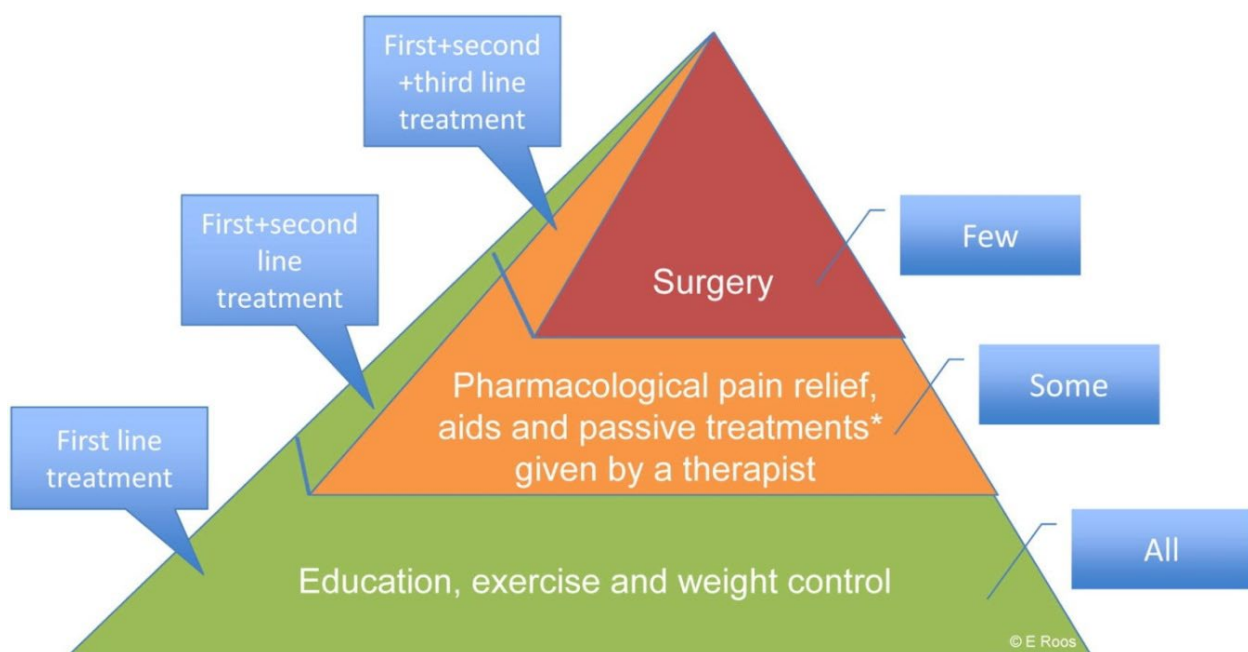 First+second
+third line
treatment
First+second
line
treatment
First line
treatment
Surgery
Pharmacological pain relief,
aids and passive treatments*
given by a therapist
Education, exercise and weight control
Few
Some
All
© E Roos